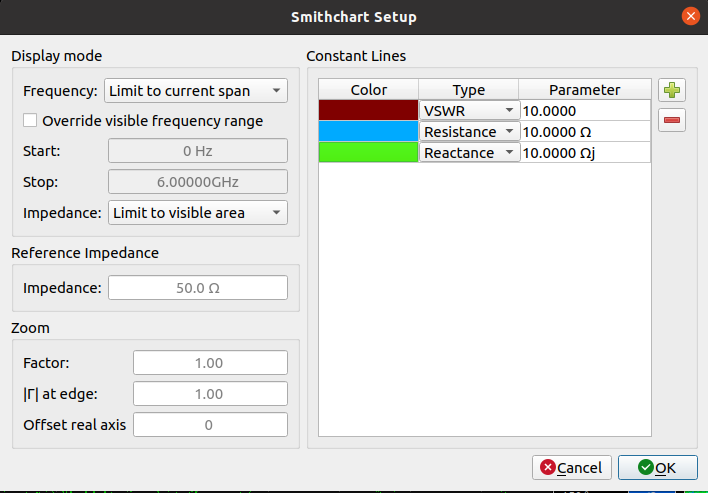 Smithchart Setup
Display mode
Frequency: Limit to current span
Override visible frequency range
Start: 0 Hz
Stop: 6.00000GHz
Impedance: Limit to visible area
Reference Impedance
Impedance: 50.0 Ω
Zoom
Factor: 1.00
|Γ| at edge: 1.00
Offset real axis 0
Constant Lines
Color Type Parameter
VSWR 10.0000
Resistance 10.0000 Ω
Reactance 10.0000 Ωj
Cancel OK